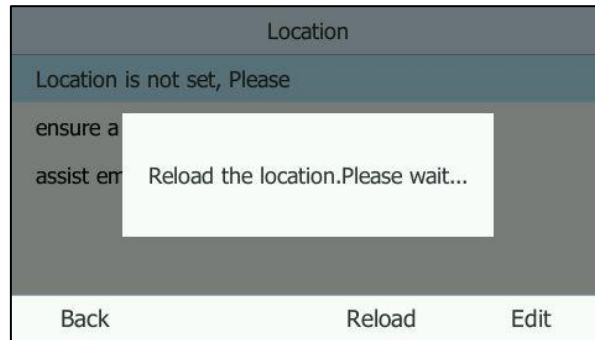 Location
Location is not set, Please
ensure a
assist em
Reload the location.Please wait...
Back Reload Edit